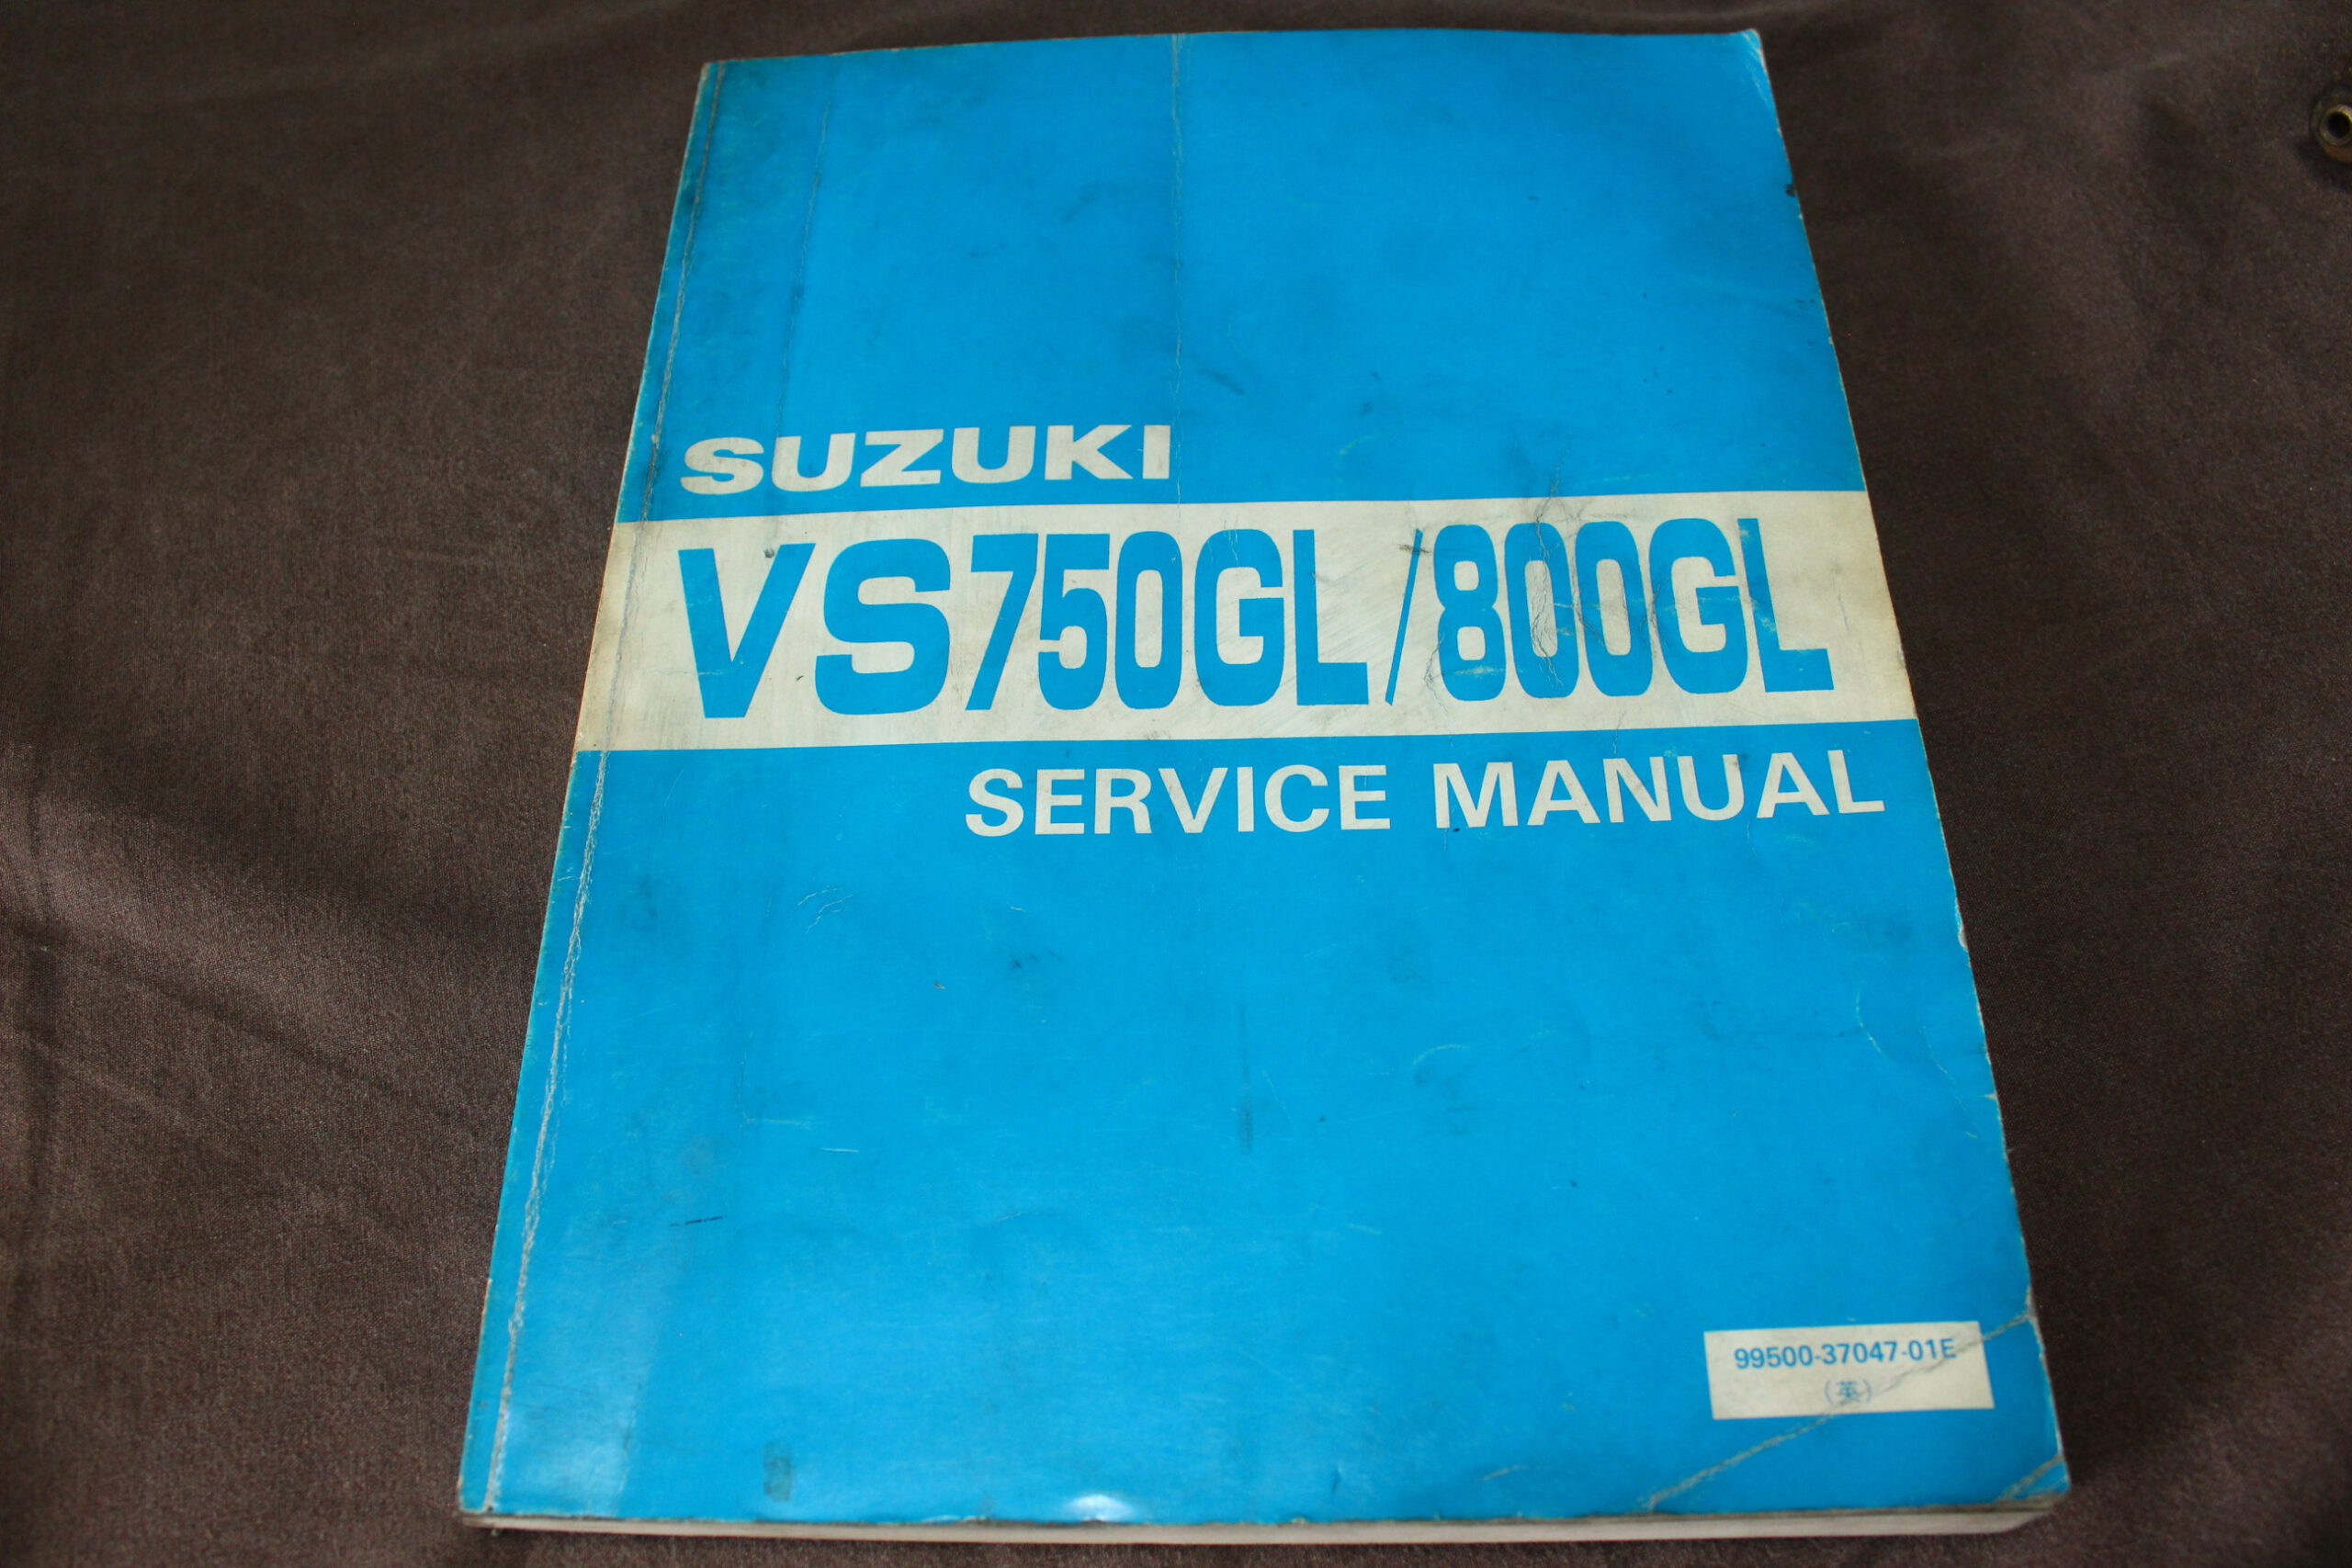 SUZUKI
VS750GL/800GL
SERVICE MANUAL
99500-37047-01E
(英)